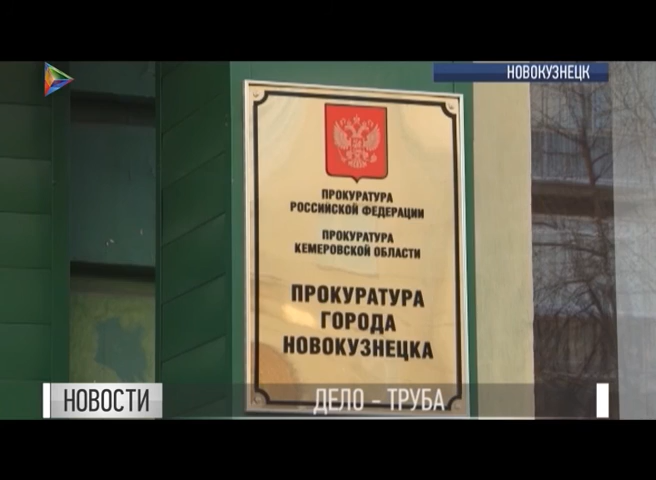 НОВОКУЗНЕЦК
ПРОКУРАТУРА
РОССИЙСКОЙ ФЕДЕРАЦИИ
ПРОКУРАТУРА
КЕМЕРОВСКОЙ ОБЛАСТИ
ПРОКУРАТУРА
ГОРОДА
НОВОКУЗНЕЦКА
НОВОСТИ
ДЕЛО - ТРУБА